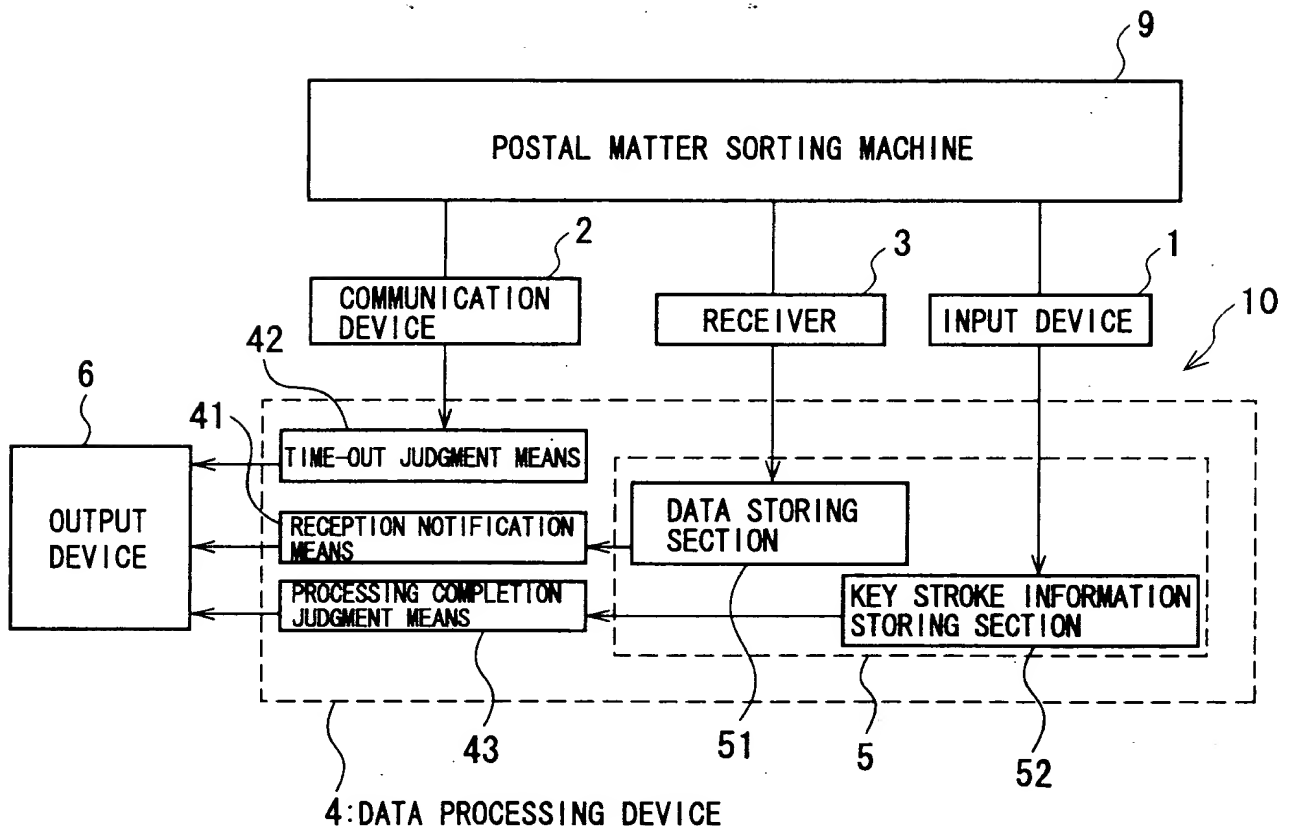 9
POSTAL MATTER SORTING MACHINE
2
3
1
COMMUNICATION
DEVICE
RECEIVER
INPUT DEVICE
10
42
6
41
TIME-OUT JUDGMENT MEANS
OUTPUT
DEVICE
RECEPTION NOTIFICATION
MEANS
DATA STORING
SECTION
PROCESSING COMPLETION
JUDGMENT MEANS
KEY STROKE INFORMATION
STORING SECTION
43
51
5
52
4:DATA PROCESSING DEVICE